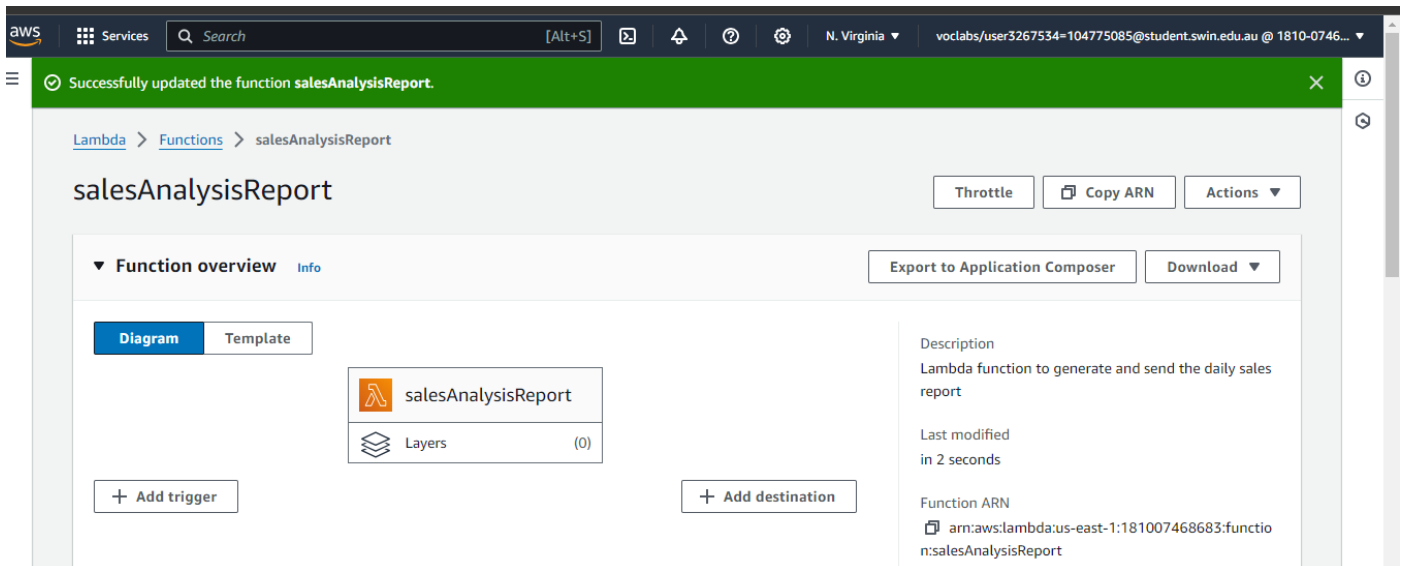 aws
Services
Search
[Alt+S]
N. Virginia ▼
voclabs/user3267534=104775085@student.swin.edu.au @ 1810-0746... ▼
Successfully updated the function salesAnalysisReport.
Lambda > Functions > salesAnalysisReport
salesAnalysisReport
Throttle
Copy ARN
Actions ▼
▼ Function overview Info
Export to Application Composer
Download ▼
Diagram
Template
salesAnalysisReport
Layers (0)
+ Add trigger
+ Add destination
Description
Lambda function to generate and send the daily sales
report
Last modified
in 2 seconds
Function ARN
arn:aws:lambda:us-east-1:181007468683:functio
n:salesAnalysisReport